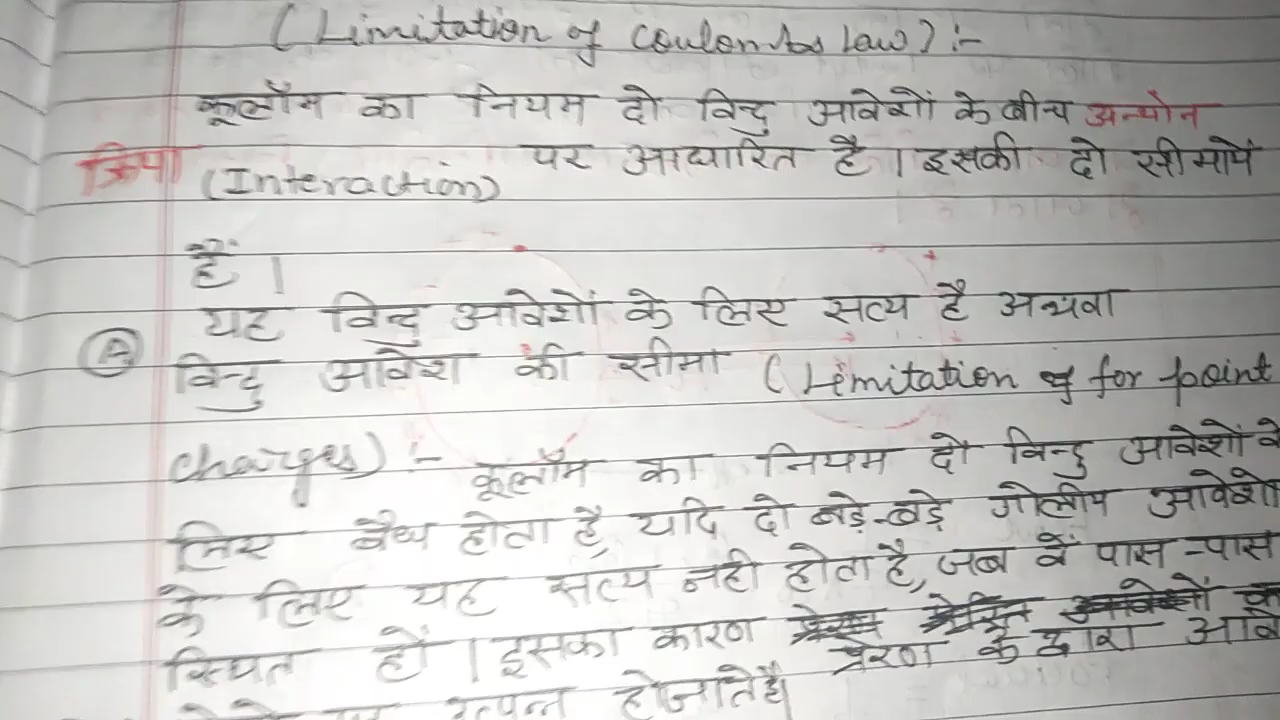 (Limitation of Coulombs law) :-
कूलॉम का नियम दो विन्दु आवेशों के बीच अन्योन
क्रिया (Interaction) पर आधारित है । इसकी दो सीमायें
हैं ।
यह विन्दु आवेशों के लिए सत्य है अथवा
(A) विन्दु आवेश की सीमा (Limitation of for point
charges) :- कूलॉम का नियम दो विन्दु आवेशों के
लिए वैध होता है, यदि दो बड़े-बड़े गोलीय आवेशो
के लिए यह सत्य नही होता है, जब वें पास-पास
स्थित हों । इसका कारण
प्रेरण के द्वारा आवे
उत्पन्न होजाते है।